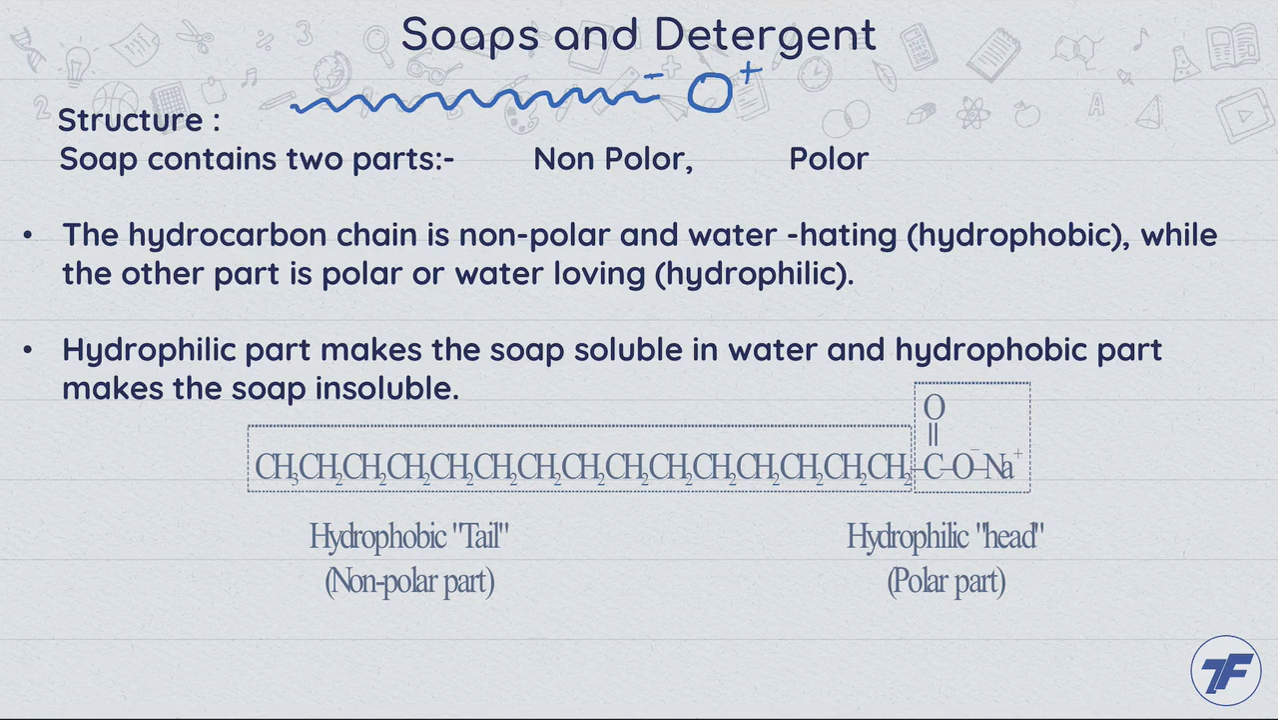 Soaps and Detergent
- O+
Structure :
Soap contains two parts:- Non Polor, Polor
• The hydrocarbon chain is non-polar and water -hating (hydrophobic), while
the other part is polar or water loving (hydrophilic).
• Hydrophilic part makes the soap soluble in water and hydrophobic part
makes the soap insoluble.
O
CH3CH2CH2CH2CH2CH2CH2CH2CH2CH2CH2CH2CH2CH2CH2–C–O⁻–Na⁺
Hydrophobic "Tail" Hydrophilic "head"
(Non-polar part) (Polar part)
TF